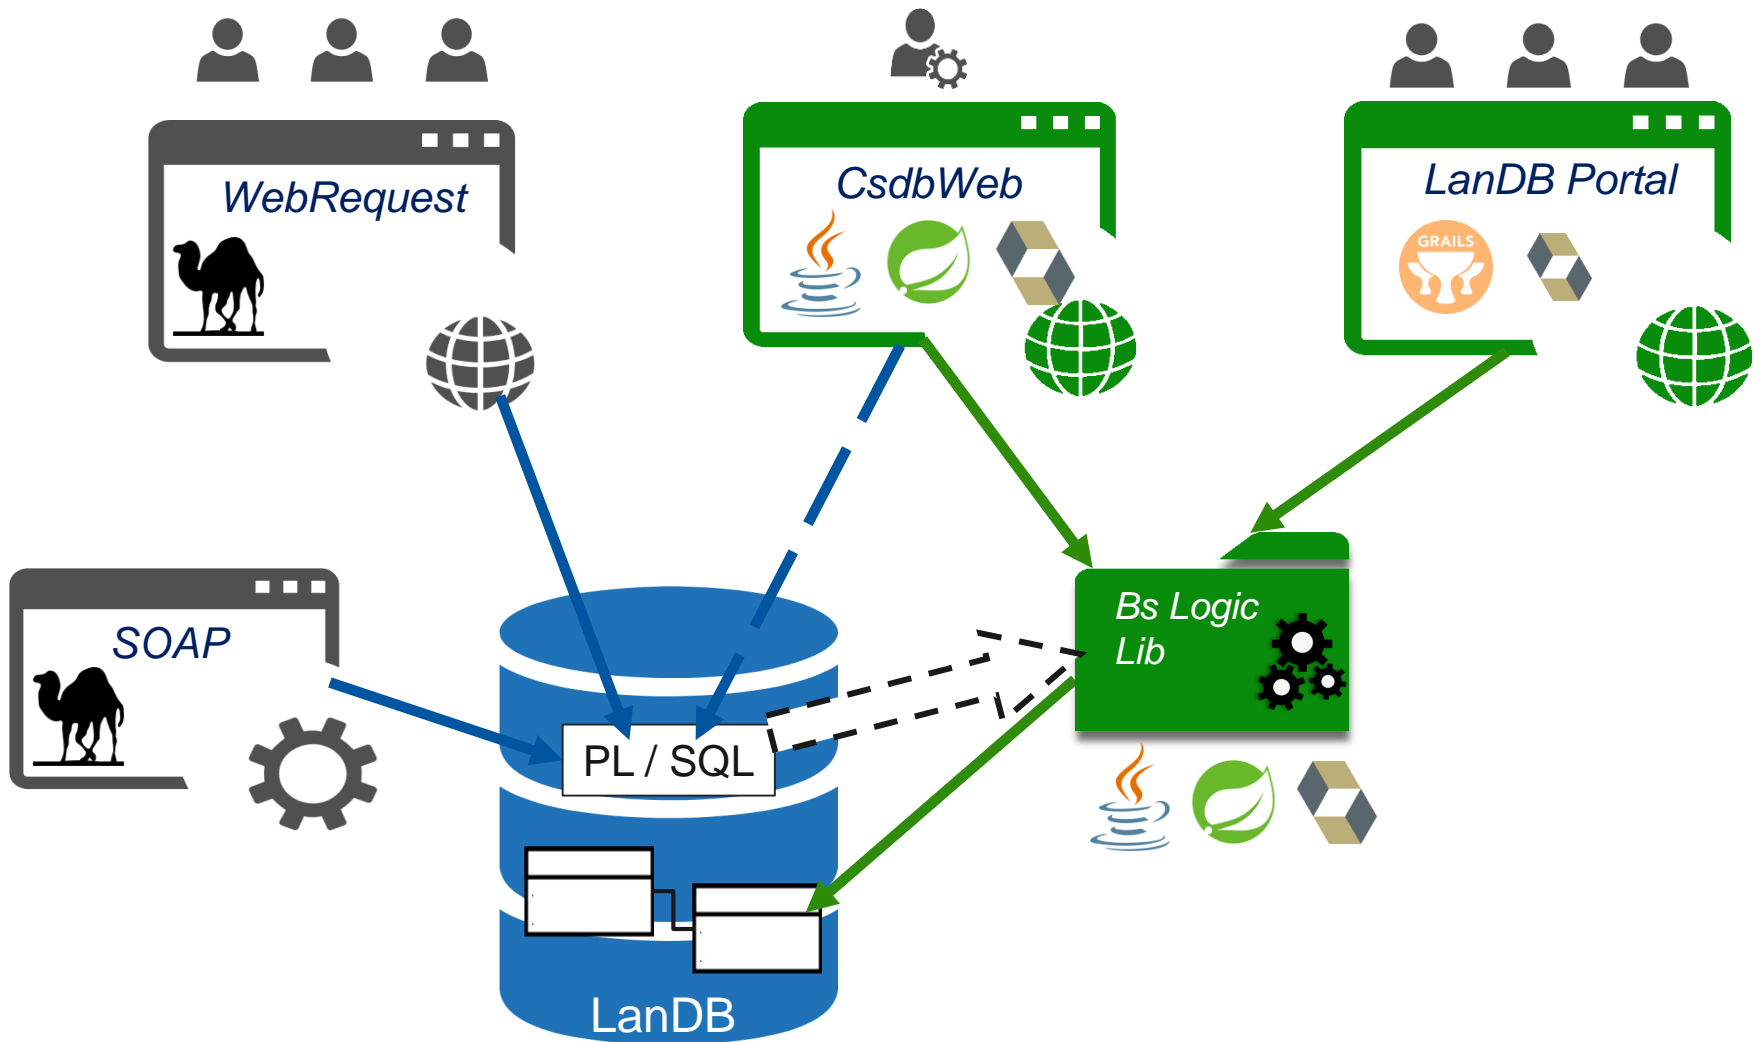 WebRequest
CsdbWeb
LanDB Portal
GRAILS
SOAP
Bs Logic
Lib
PL / SQL
LanDB